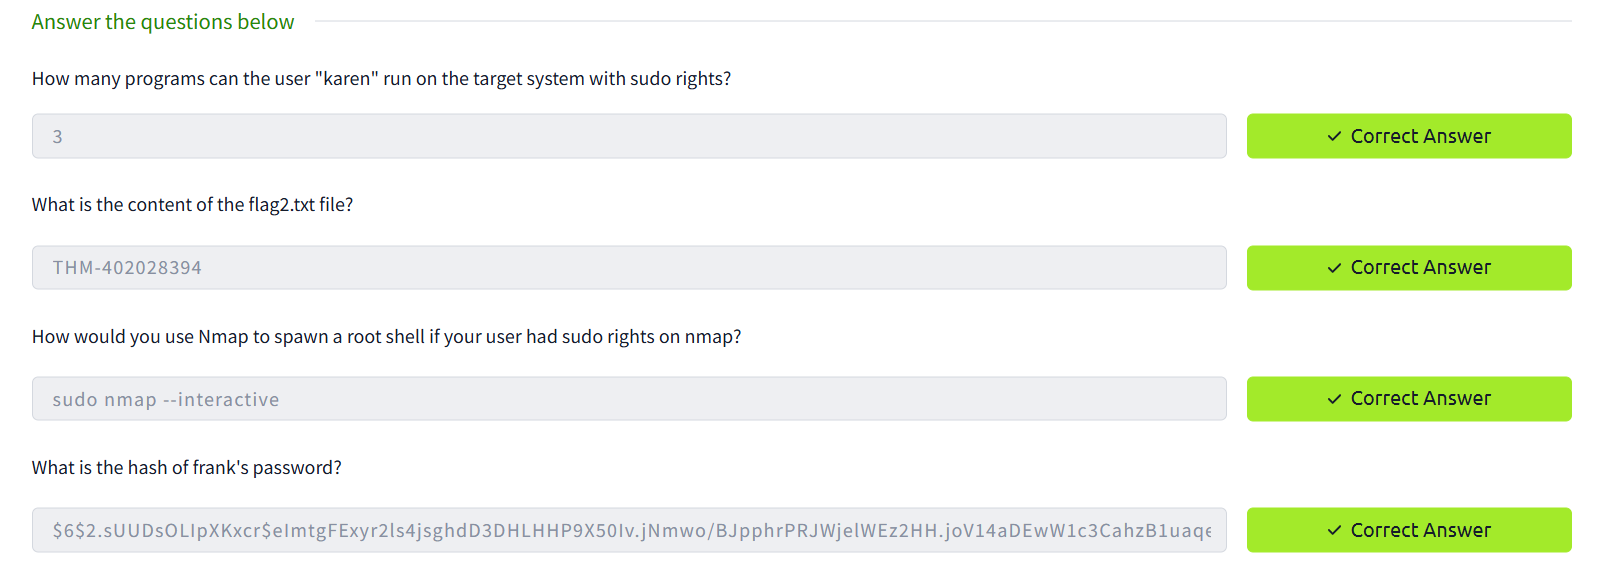 Answer the questions below
How many programs can the user "karen" run on the target system with sudo rights?
3
✓ Correct Answer
What is the content of the flag2.txt file?
THM-402028394
✓ Correct Answer
How would you use Nmap to spawn a root shell if your user had sudo rights on nmap?
sudo nmap --interactive
✓ Correct Answer
What is the hash of frank's password?
$6$2.sUUDsOLIpXKxcr$eImtgFExyr2ls4jsghdD3DHLHHP9X50Iv.jNmwo/BJpphrPRJWjelWEz2HH.joV14aDEwW1c3CahzB1uaqe
✓ Correct Answer